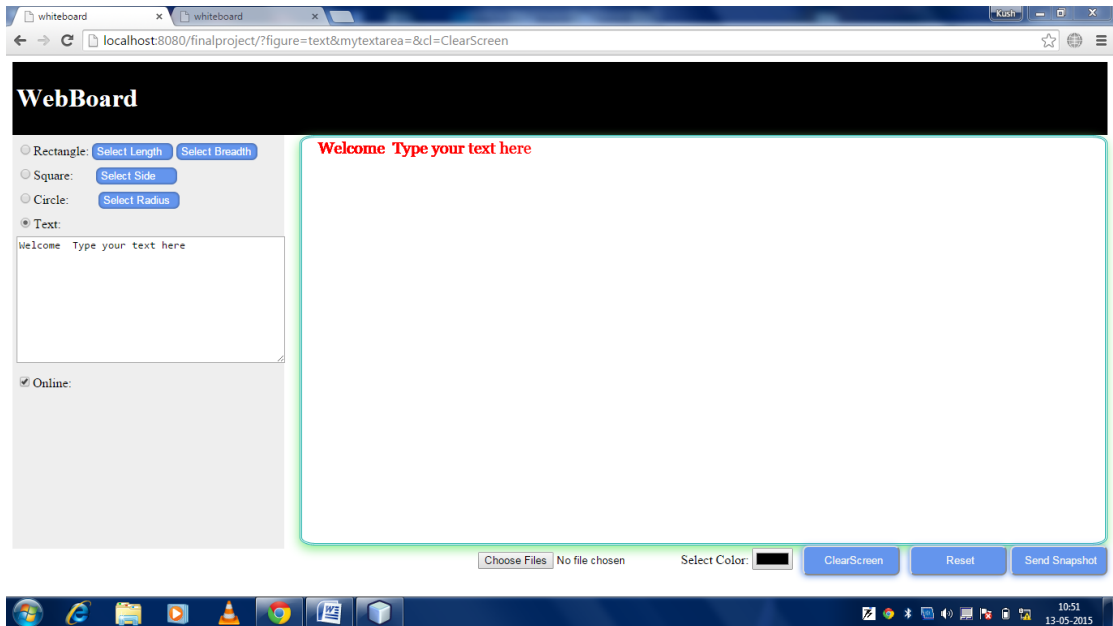 whiteboard × whiteboard ×
Kush
localhost:8080/finalproject/?figure=text&mytextarea=&cl=ClearScreen
WebBoard
Rectangle: Select Length Select Breadth
Square: Select Side
Circle: Select Radius
Text:
Welcome  Type your text here
Online:
Welcome  Type your text here
Choose Files No file chosen Select Color: ClearScreen Reset Send Snapshot
10:51
13-05-2015